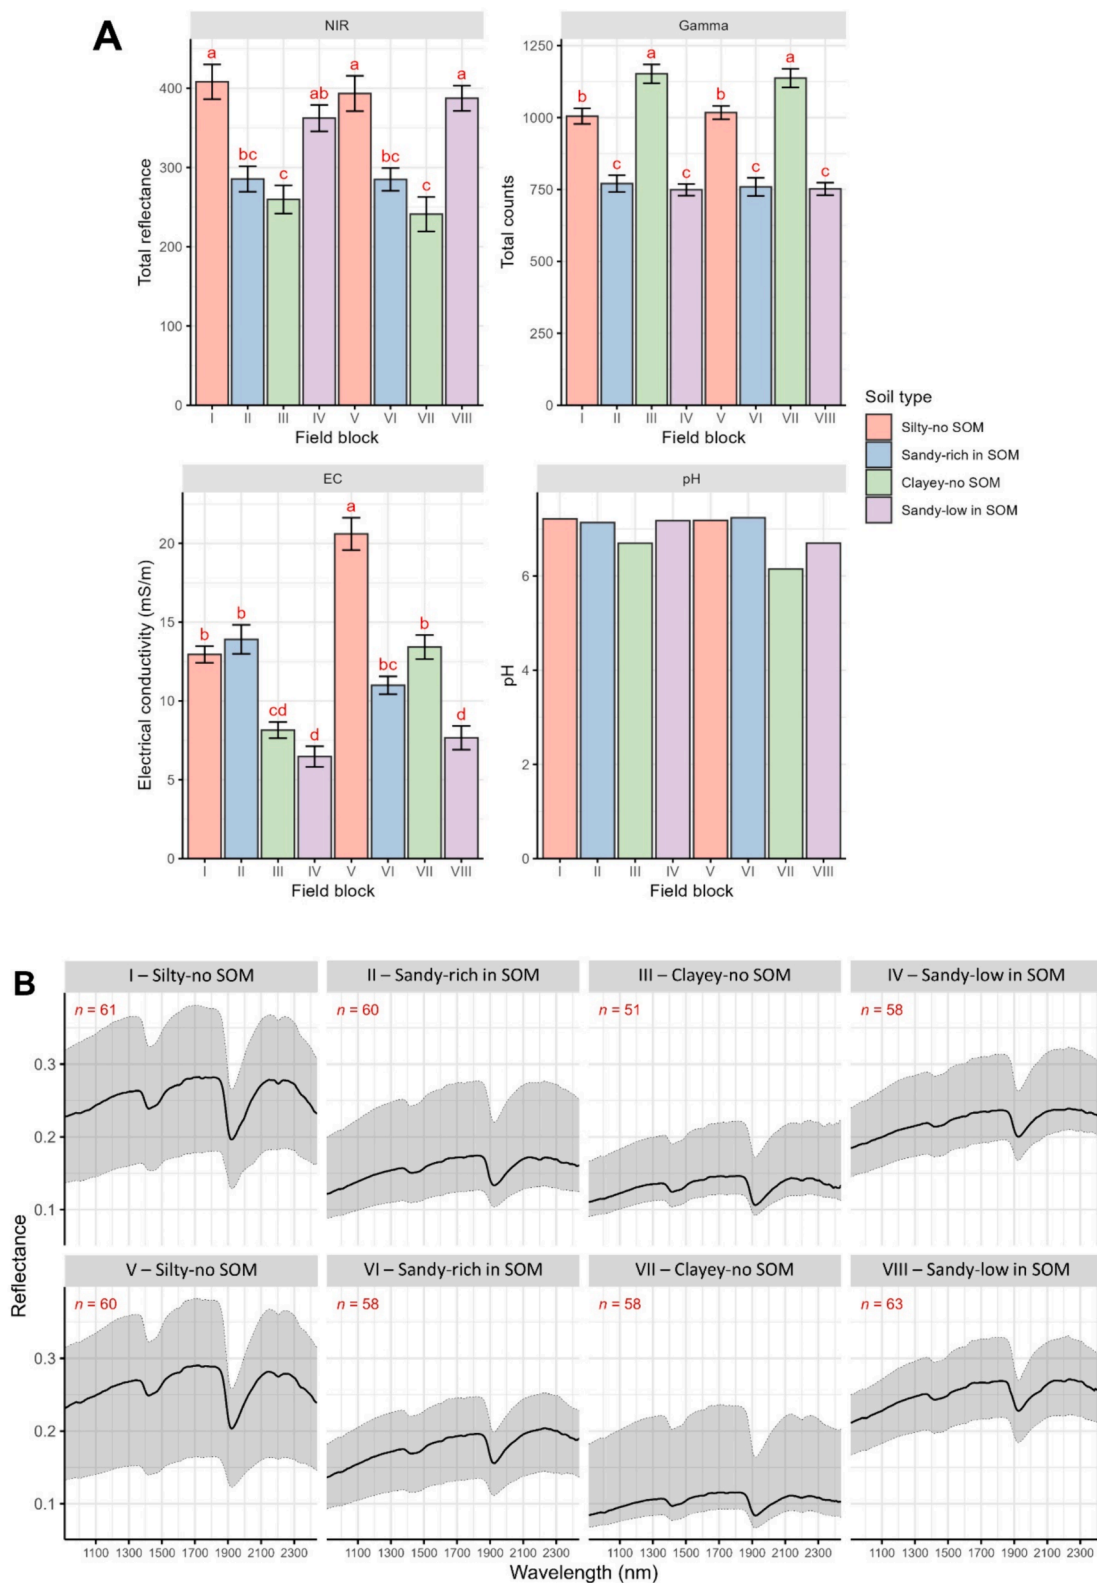 A
NIR
Gamma
Total reflectance
400
300
200
100
0
a
bc
c
ab
a
bc
c
a
I II III IV V VI VII VIII
Field block
Total counts
1250
1000
750
500
250
0
b
c
a
c
b
c
a
c
I II III IV V VI VII VIII
Field block
Soil type
Silty-no SOM
Sandy-rich in SOM
Clayey-no SOM
Sandy-low in SOM
EC
pH
Electrical conductivity (mS/m)
20
15
10
5
0
b
b
cd
d
a
bc
b
d
I II III IV V VI VII VIII
Field block
pH
6
4
2
0
I II III IV V VI VII VIII
Field block
B
I – Silty-no SOM
II – Sandy-rich in SOM
III – Clayey-no SOM
IV – Sandy-low in SOM
n = 61
n = 60
n = 51
n = 58
0.3
0.2
0.1
Reflectance
V – Silty-no SOM
VI – Sandy-rich in SOM
VII – Clayey-no SOM
VIII – Sandy-low in SOM
n = 60
n = 58
n = 58
n = 63
0.3
0.2
0.1
1100 1300 1500 1700 1900 2100 2300
1100 1300 1500 1700 1900 2100 2300
1100 1300 1500 1700 1900 2100 2300
1100 1300 1500 1700 1900 2100 2300
Wavelength (nm)